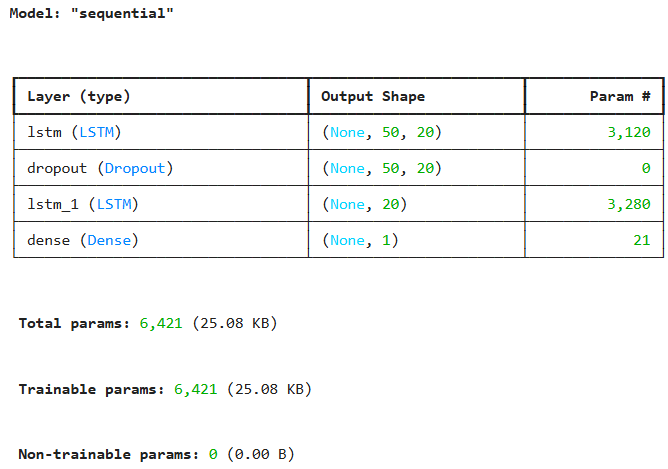 Model: "sequential"
Layer (type) Output Shape Param #
lstm (LSTM) (None, 50, 20) 3,120
dropout (Dropout) (None, 50, 20) 0
lstm_1 (LSTM) (None, 20) 3,280
dense (Dense) (None, 1) 21
Total params: 6,421 (25.08 KB)
Trainable params: 6,421 (25.08 KB)
Non-trainable params: 0 (0.00 B)